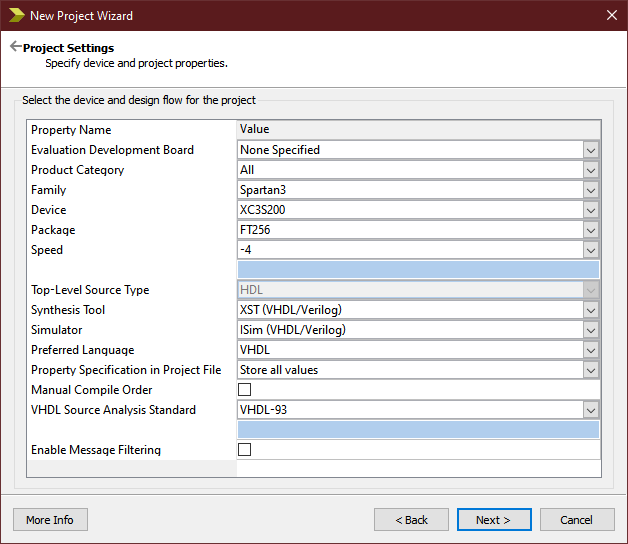 New Project Wizard
Project Settings
Specify device and project properties.
Select the device and design flow for the project
Property Name Value
Evaluation Development Board None Specified
Product Category All
Family Spartan3
Device XC3S200
Package FT256
Speed -4
Top-Level Source Type HDL
Synthesis Tool XST (VHDL/Verilog)
Simulator ISim (VHDL/Verilog)
Preferred Language VHDL
Property Specification in Project File Store all values
Manual Compile Order
VHDL Source Analysis Standard VHDL-93
Enable Message Filtering
More Info < Back Next > Cancel